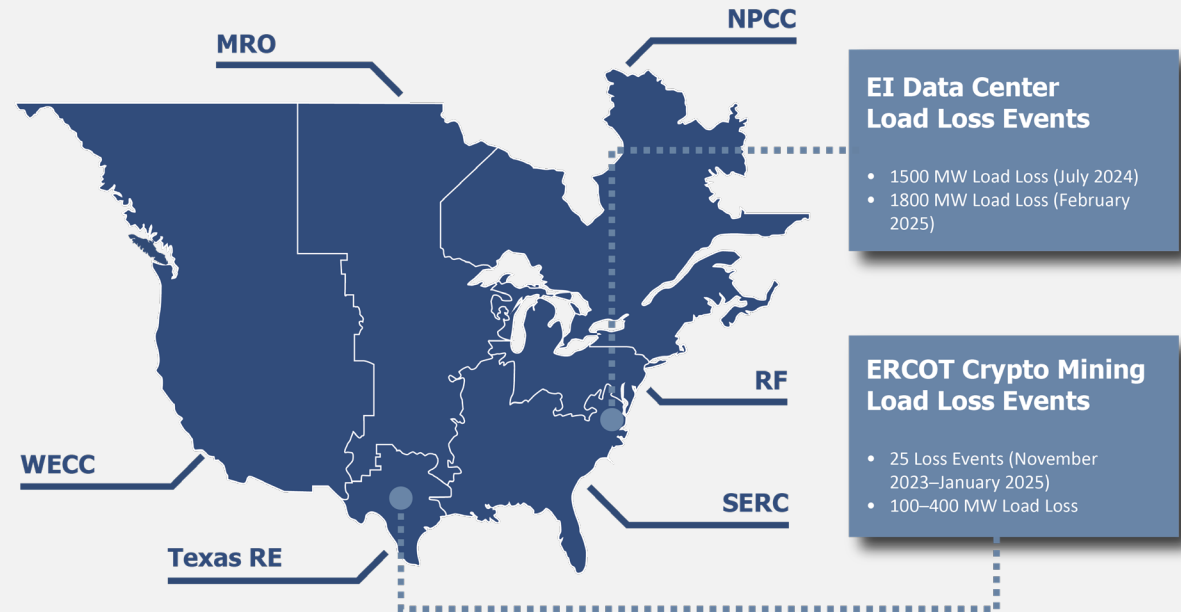 NPCC
MRO
EI Data Center
Load Loss Events
• 1500 MW Load Loss (July 2024)
• 1800 MW Load Loss (February
2025)
RF
ERCOT Crypto Mining
Load Loss Events
• 25 Loss Events (November
2023–January 2025)
• 100–400 MW Load Loss
WECC
SERC
Texas RE